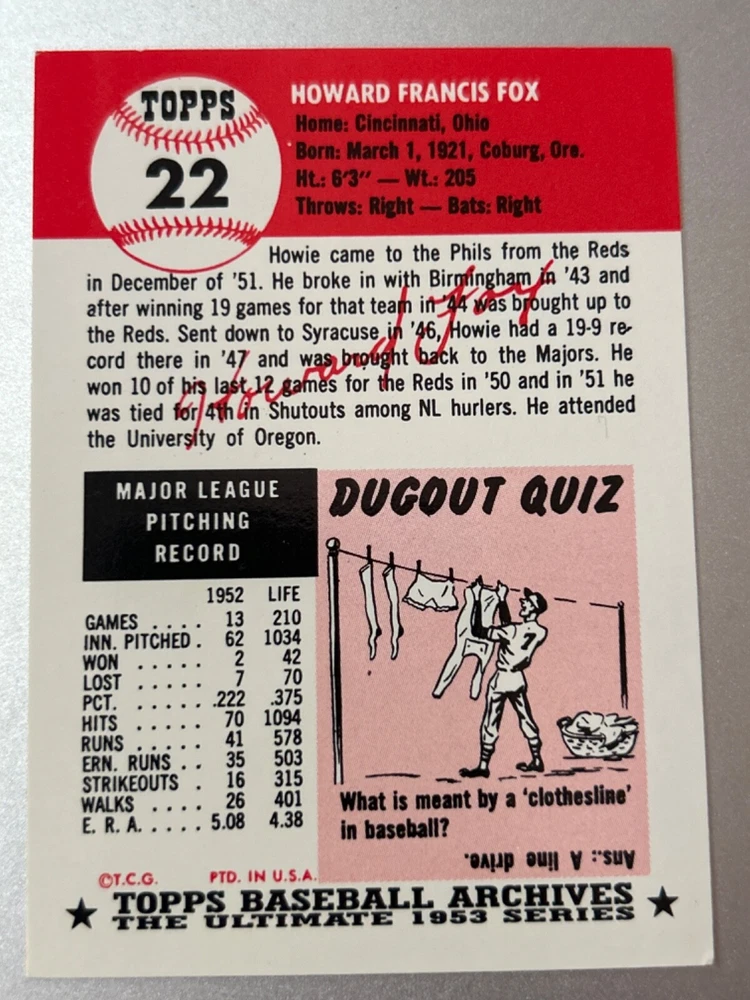 TOPPS
22
HOWARD FRANCIS FOX
Home: Cincinnati, Ohio
Born: March 1, 1921, Coburg, Ore.
Ht.: 6'3" — Wt.: 205
Throws: Right — Bats: Right
Howie came to the Phils from the Reds
in December of '51. He broke in with Birmingham in '43 and
after winning 19 games for that team in '44 was brought up to
the Reds. Sent down to Syracuse in '46, Howie had a 19-9 re-
cord there in '47 and was brought back to the Majors. He
won 10 of his last 12 games for the Reds in '50 and in '51 he
was tied for 4th in Shutouts among NL hurlers. He attended
the University of Oregon.
Howard Fox
MAJOR LEAGUE
PITCHING
RECORD
1952 LIFE
GAMES .... 13 210
INN. PITCHED . 62 1034
WON ..... 2 42
LOST ..... 7 70
PCT. ..... .222 .375
HITS ..... 70 1094
RUNS ..... 41 578
ERN. RUNS .. 35 503
STRIKEOUTS . 16 315
WALKS .... 26 401
E. R. A. .... 5.08 4.38
DUGOUT QUIZ
7
What is meant by a 'clothesline'
in baseball?
Ans.: A line drive.
©T.C.G. PTD. IN U.S.A.
★ TOPPS BASEBALL ARCHIVES ★
THE ULTIMATE 1953 SERIES